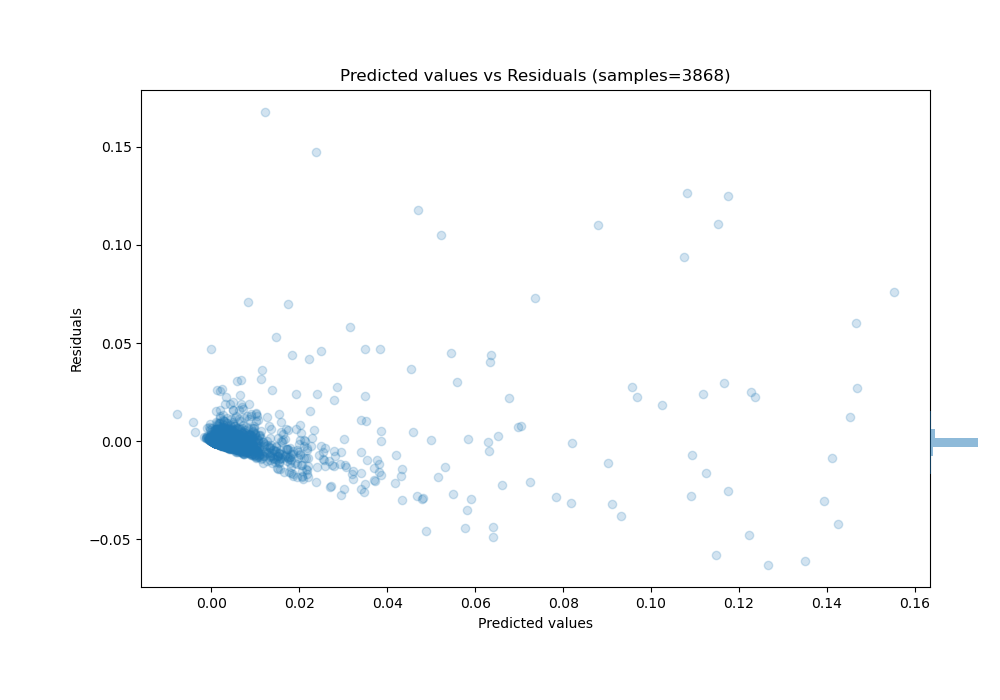 Predicted values vs Residuals (samples=3868)
0.15
0.10
0.05
0.00
−0.05
Residuals
0.00 0.02 0.04 0.06 0.08 0.10 0.12 0.14 0.16
Predicted values